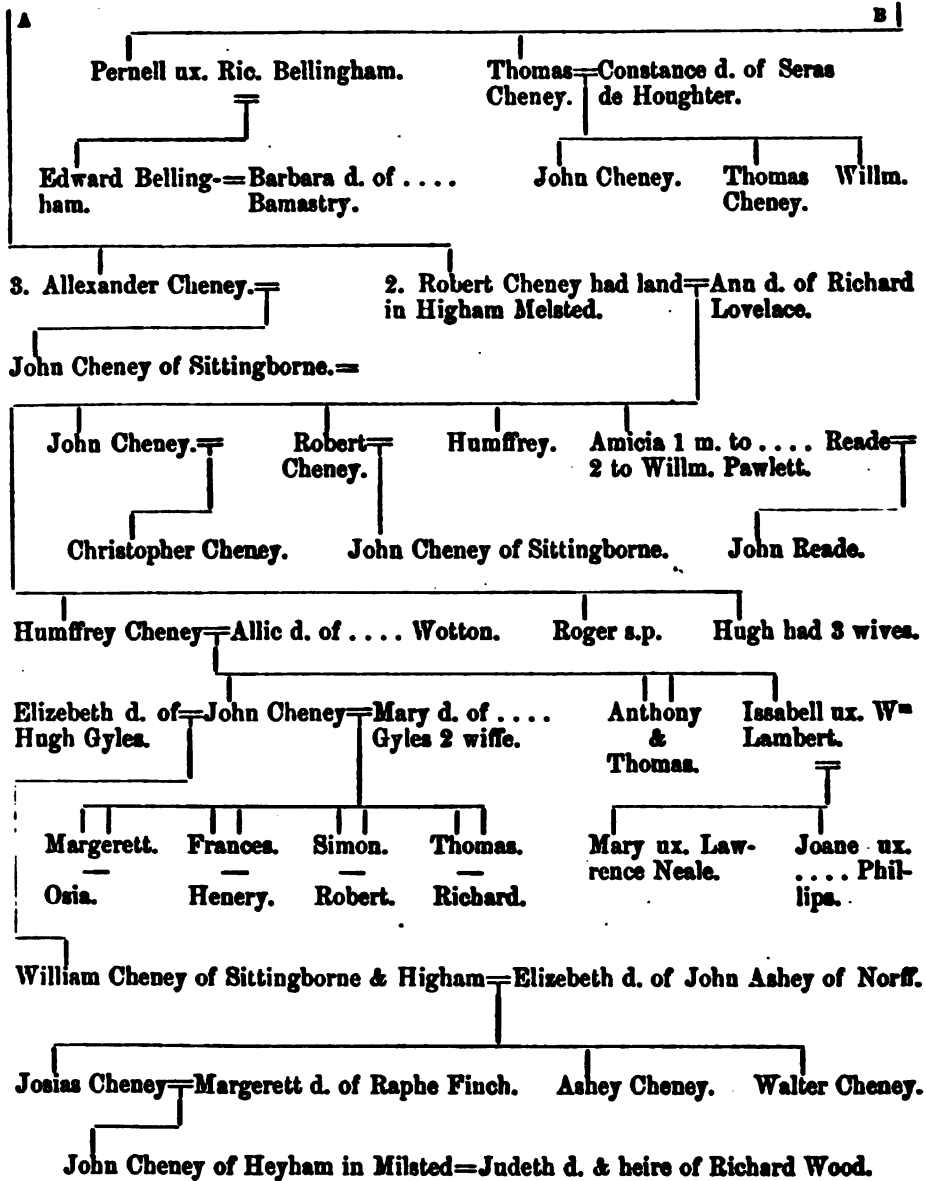 A B
Pernell ux. Ric. Bellingham. Thomas=Constance d. of Seras
Cheney. de Houghter.
Edward Belling-=Barbara d. of .... John Cheney. Thomas Willm.
ham. Bamastry. Cheney.
3. Allexander Cheney.= 2. Robert Cheney had land=Ann d. of Richard
in Higham Melsted. Lovelace.
John Cheney of Sittingborne.=
John Cheney.= Robert= Humffrey. Amicia 1 m. to .... Reade=
Cheney. 2 to Willm. Pawlett.
Christopher Cheney. John Cheney of Sittingborne. John Reade.
Humffrey Cheney=Allic d. of .... Wotton. Roger s.p. Hugh had 3 wives.
Elizebeth d. of=John Cheney=Mary d. of .... Anthony Issabell ux. Wm
Hugh Gyles. Gyles 2 wiffe. & Lambert.
Thomas. =
Margerett. Frances. Simon. Thomas. Mary ux. Law- Joane ux.
— — — — rence Neale. .... Phil-
Osia. Henery. Robert. Richard. lips.
William Cheney of Sittingborne & Higham=Elizebeth d. of John Ashey of Norff.
Josias Cheney=Margerett d. of Raphe Finch. Ashey Cheney. Walter Cheney.
John Cheney of Heyham in Milsted=Judeth d. & heire of Richard Wood.